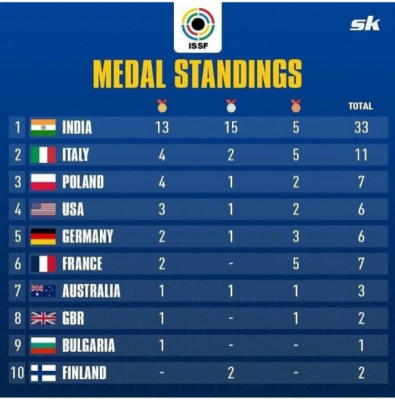 ISSF
sk
MEDAL STANDINGS
TOTAL
1 INDIA 13 15 5 33
2 ITALY 4 2 5 11
3 POLAND 4 1 2 7
4 USA 3 1 2 6
5 GERMANY 2 1 3 6
6 FRANCE 2 - 5 7
7 AUSTRALIA 1 1 1 3
8 GBR 1 1 2
9 BULGARIA 1 - - 1
10 FINLAND - 2 - 2